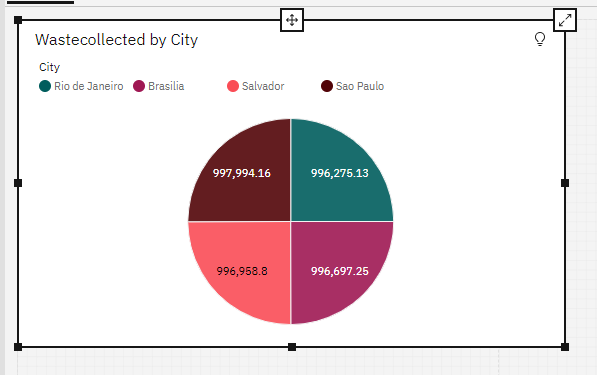 Wastecollected by City
City
Rio de Janeiro Brasilia Salvador Sao Paulo
997,994.16 996,275.13
996,958.8 996,697.25